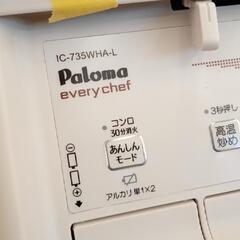 IC-735WHA-L
Paloma
everychef
コンロ
30分消火
あんしん
モード
アルカリ 単1×2
3秒押し
高温
炒め